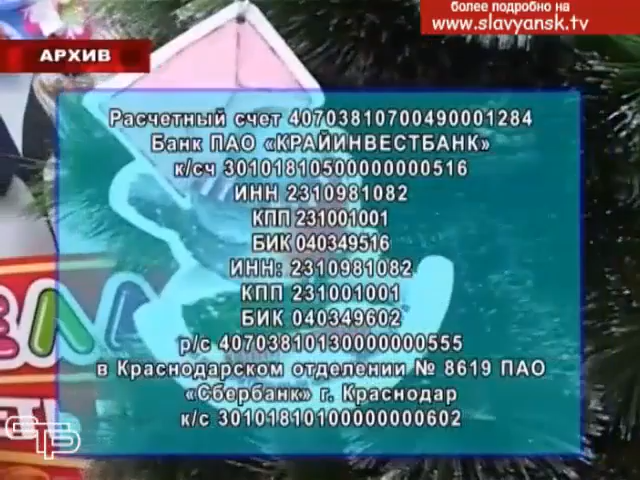 более подробно на
www.slavyansk.tv
АРХИВ
Расчетный счет 40703810700490001284
Банк ПАО «КРАЙИНВЕСТБАНК»
к/сч 30101810500000000516
ИНН 2310981082
КПП 231001001
БИК 040349516
ИНН: 2310981082
КПП 231001001
БИК 040349602
р/с 40703810130000000555
в Краснодарском отделении № 8619 ПАО
«Сбербанк» г. Краснодар
к/с 30101810100000000602